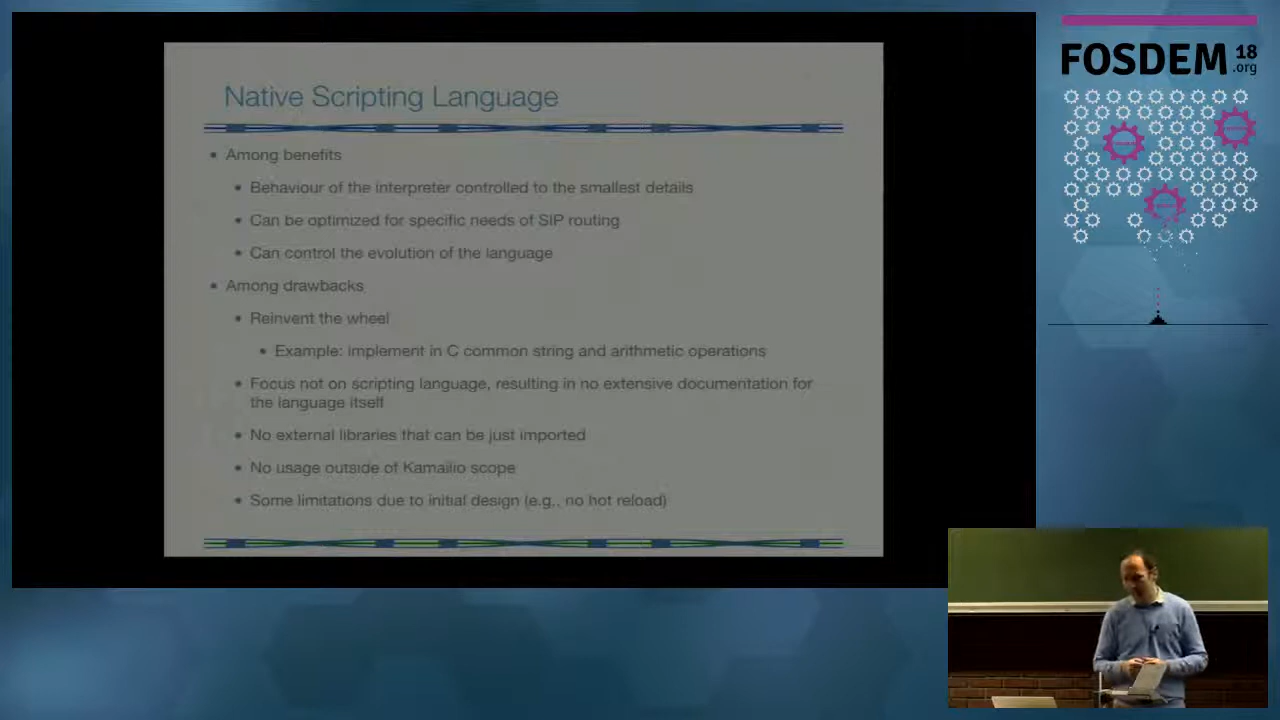 Native Scripting Language
• Among benefits
• Behaviour of the interpreter controlled to the smallest details
• Can be optimized for specific needs of SIP routing
• Can control the evolution of the language
• Among drawbacks
• Reinvent the wheel
• Example: implement in C common string and arithmetic operations
• Focus not on scripting language, resulting in no extensive documentation for
the language itself
• No external libraries that can be just imported
• No usage outside of Kamailio scope
• Some limitations due to initial design (e.g., no hot reload)
FOSDEM 18
.org